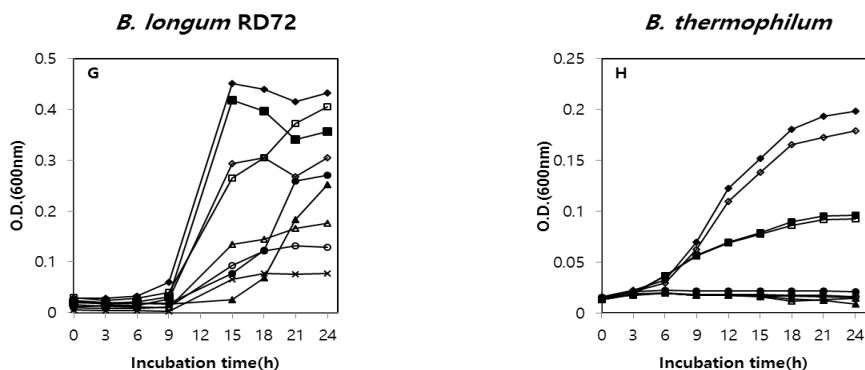 B. longum RD72
G
O.D.(600nm)
0.5
0.4
0.3
0.2
0.1
0
0 3 6 9 12 15 18 21 24
Incubation time(h)
B. thermophilum
H
O.D.(600nm)
0.25
0.2
0.15
0.1
0.05
0
0 3 6 9 12 15 18 21 24
Incubation time(h)